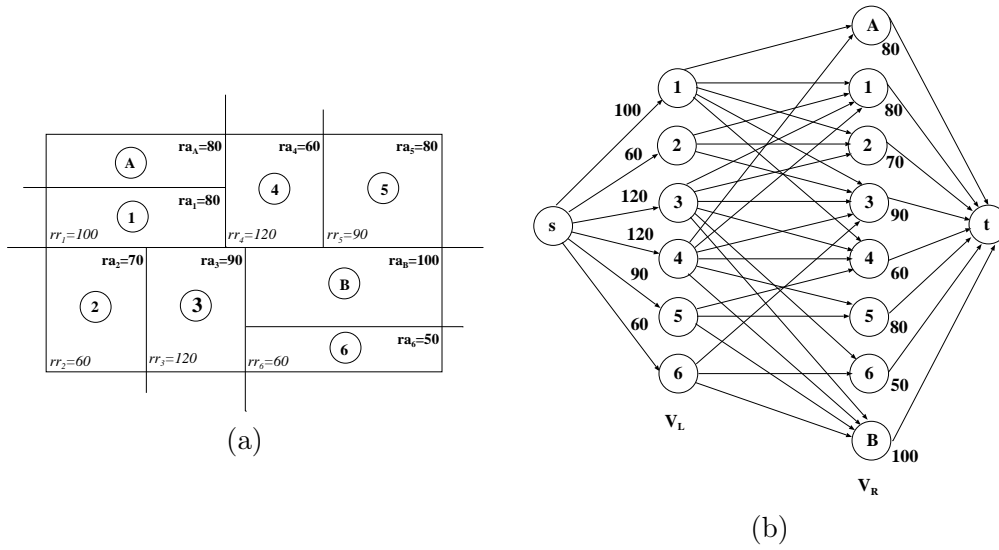 A
ra_A=80
ra_4=60
ra_5=80
4
5
ra_1=80
1
rr_1=100
rr_4=120
rr_5=90
ra_2=70
ra_3=90
ra_B=100
B
2
3
ra_6=50
6
rr_2=60
rr_3=120
rr_6=60
(a)
A
80
1
1
100
80
2
2
60
70
3
3
120
90
s
t
120
4
4
60
90
5
5
60
80
6
6
50
V_L
B
100
V_R
(b)